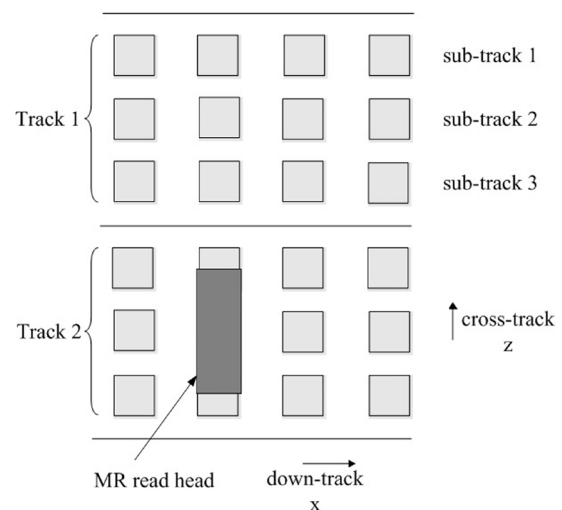 sub-track 1
Track 1
sub-track 2
sub-track 3
Track 2
cross-track
z
MR read head
down-track
x